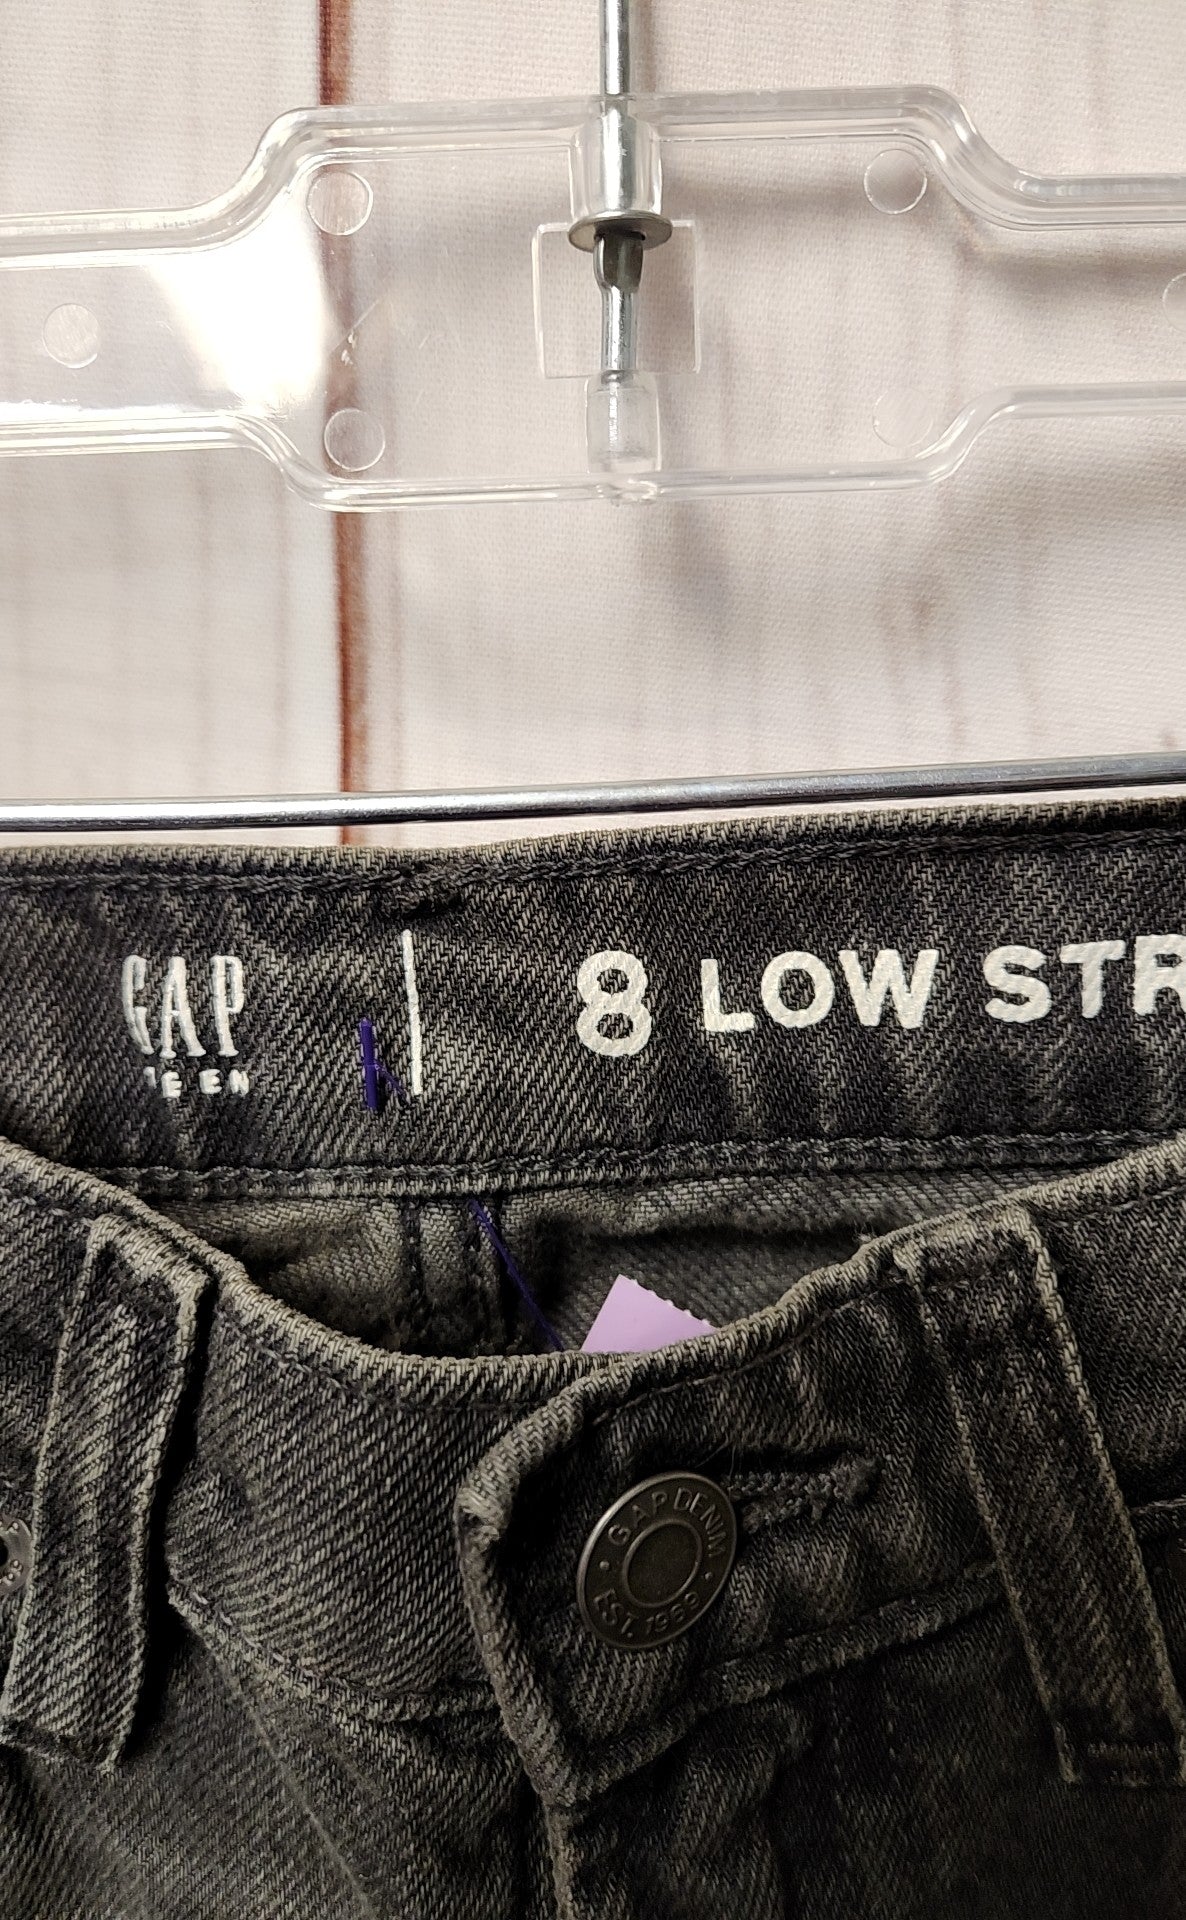 GAP
TEEN
8 LOW STR
GAP DENIM
EST. 1969